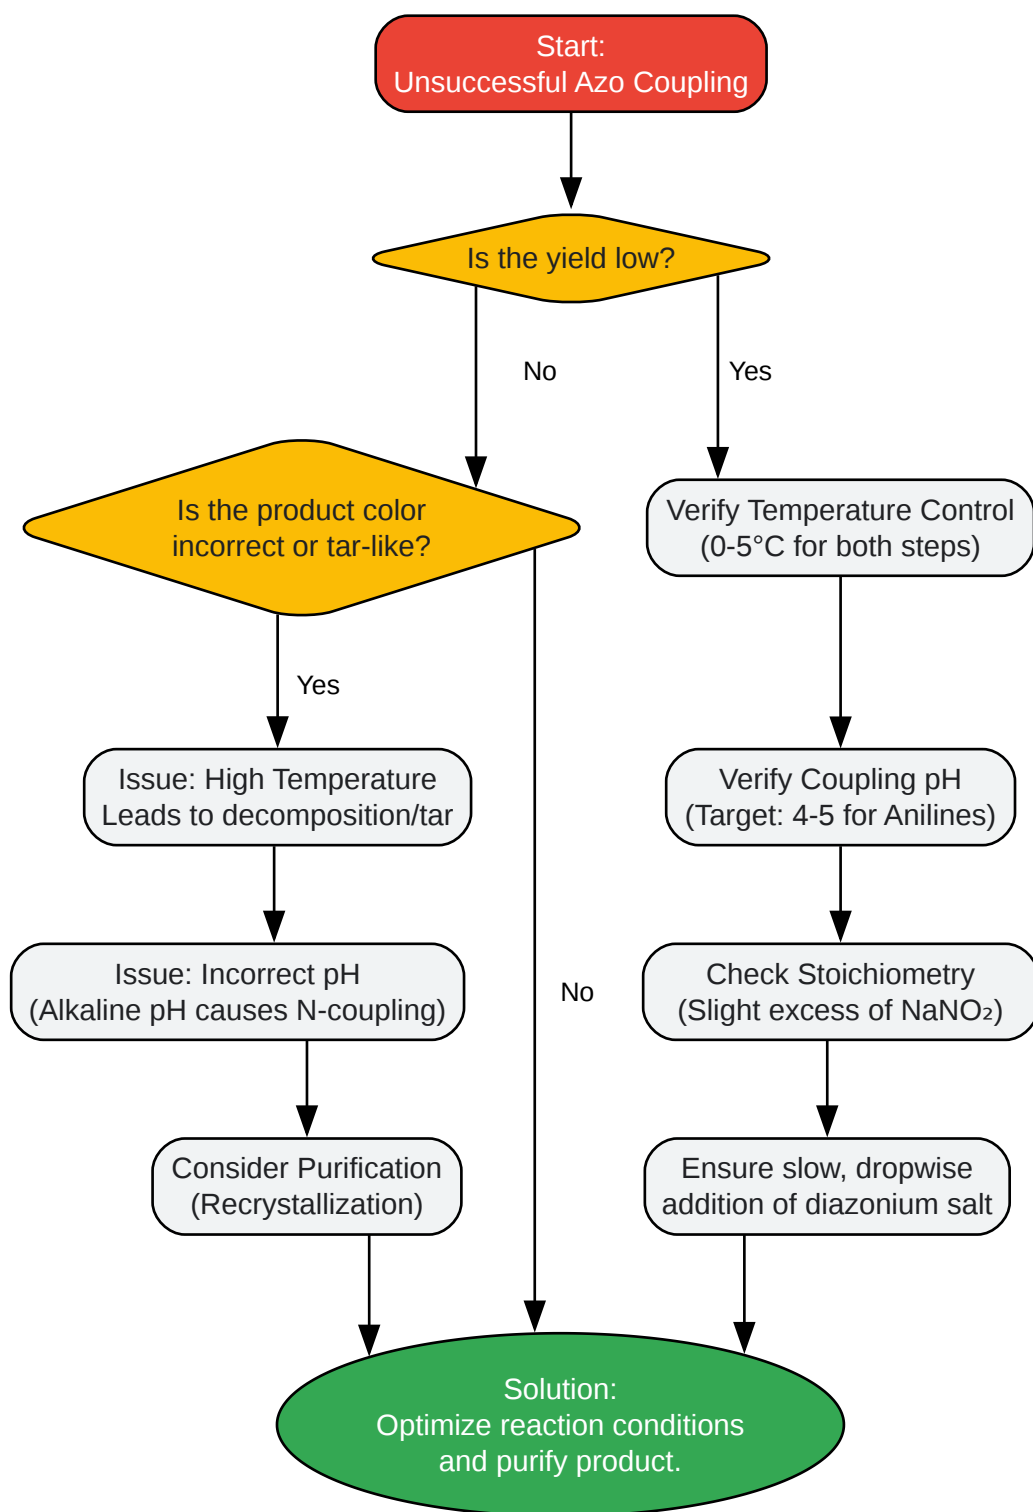 Start:
Unsuccessful Azo Coupling
Is the yield low?
No
Yes
Is the product color
incorrect or tar-like?
Verify Temperature Control
(0-5°C for both steps)
Yes
Issue: High Temperature
Leads to decomposition/tar
Verify Coupling pH
(Target: 4-5 for Anilines)
Issue: Incorrect pH
(Alkaline pH causes N-coupling)
No
Check Stoichiometry
(Slight excess of NaNO₂)
Consider Purification
(Recrystallization)
Ensure slow, dropwise
addition of diazonium salt
Solution:
Optimize reaction conditions
and purify product.